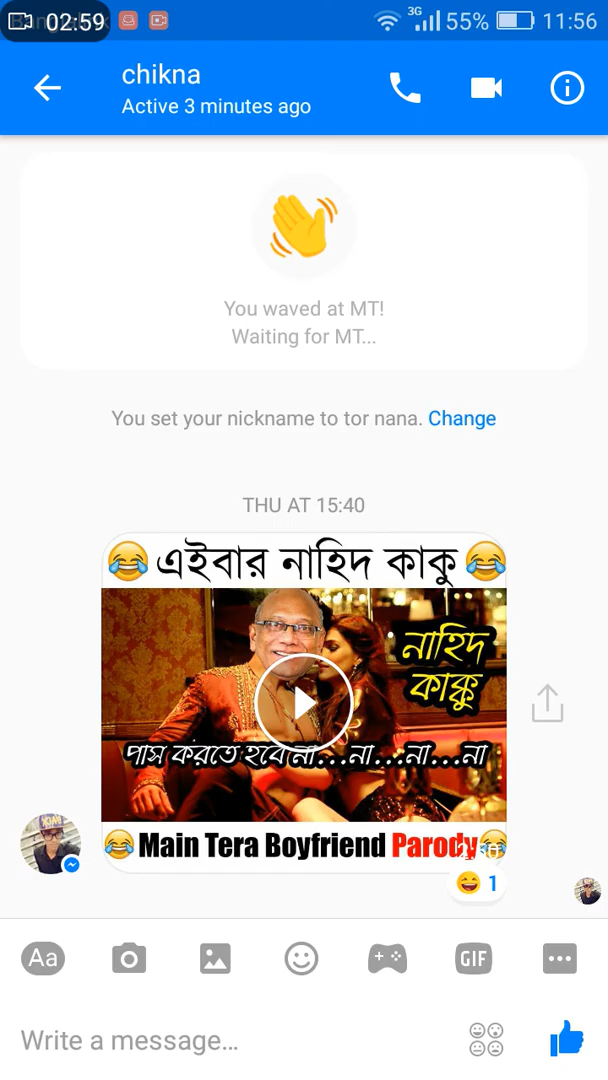 02:59
3G 55% 11:56
chikna
Active 3 minutes ago
You waved at MT!
Waiting for MT...
You set your nickname to tor nana. Change
THU AT 15:40
😂 এইবার নাহিদ কাকু 😂
নাহিদ
কাক্কু
পাস করতে হবে না...না...না...না
😂 Main Tera Boyfriend Parody 😂
😄 1
Aa
GIF
Write a message...